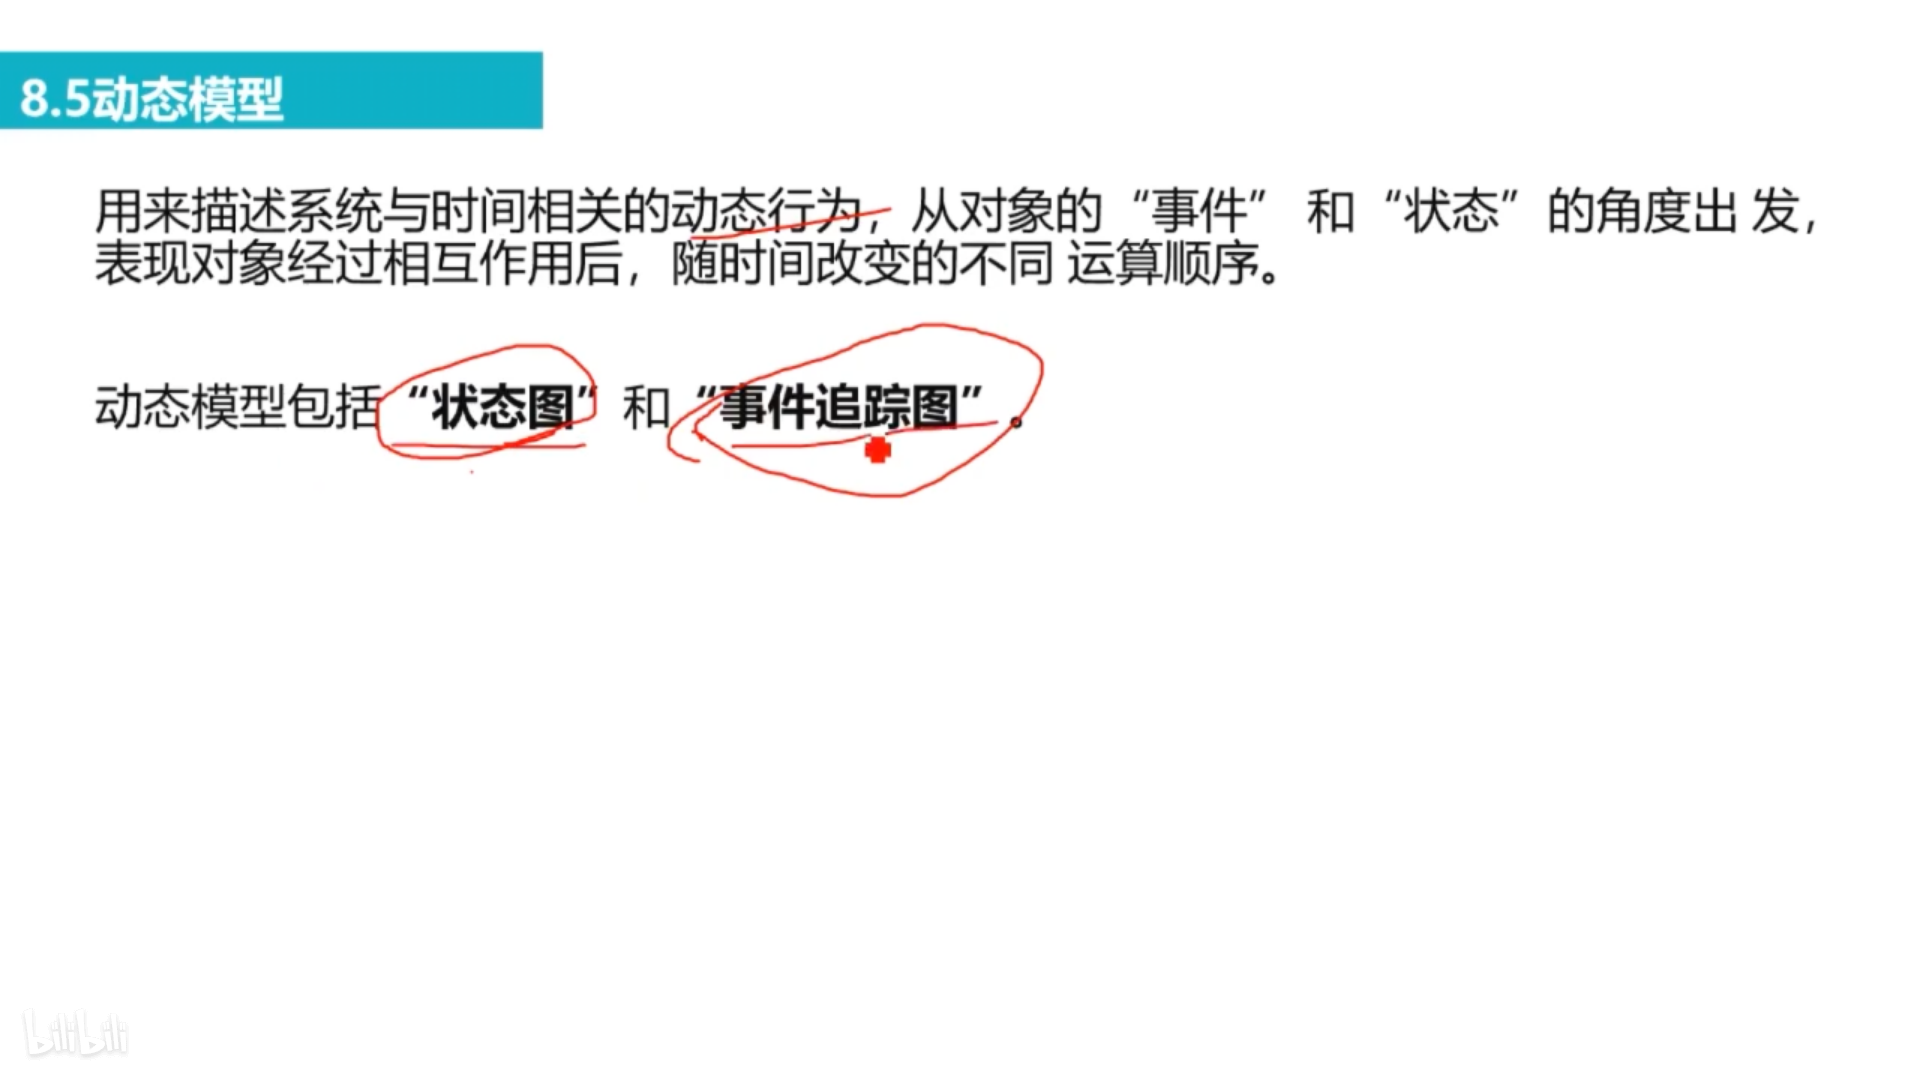 8.5动态模型
用来描述系统与时间相关的动态行为，从对象的“事件” 和“状态”的角度出 发，
表现对象经过相互作用后，随时间改变的不同 运算顺序。
动态模型包括“状态图”和“事件追踪图”。
bilibili